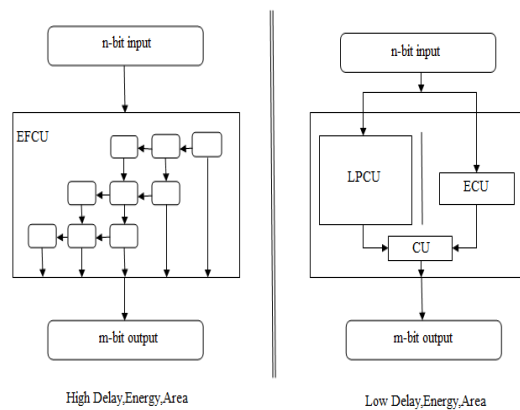 n-bit input
EFCU
m-bit output
High Delay,Energy,Area
n-bit input
LPCU
ECU
CU
m-bit output
Low Delay,Energy,Area